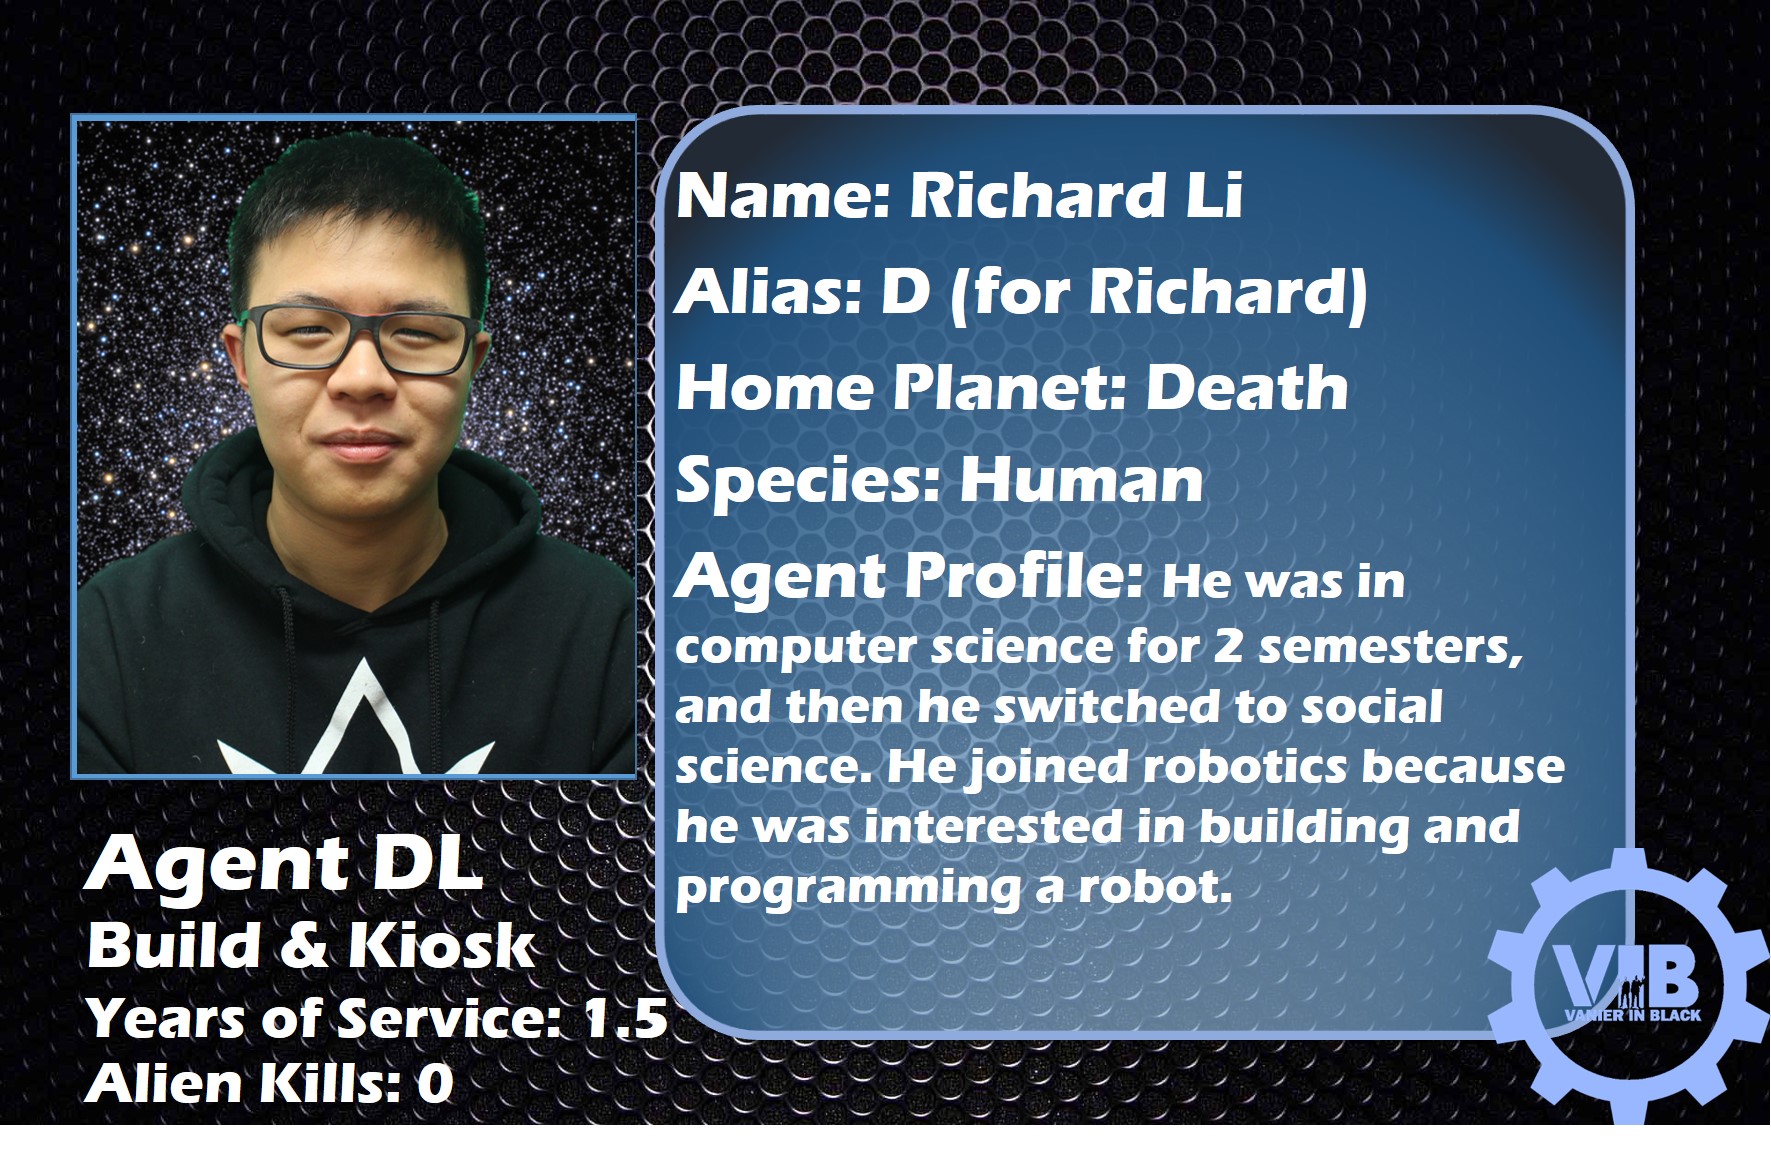 Name: Richard Li
Alias: D (for Richard)
Home Planet: Death
Species: Human
Agent Profile: He was in
computer science for 2 semesters,
and then he switched to social
science. He joined robotics because
he was interested in building and
programming a robot.
Agent DL
Build & Kiosk
Years of Service: 1.5
Alien Kills: 0
VIB
VANIER IN BLACK